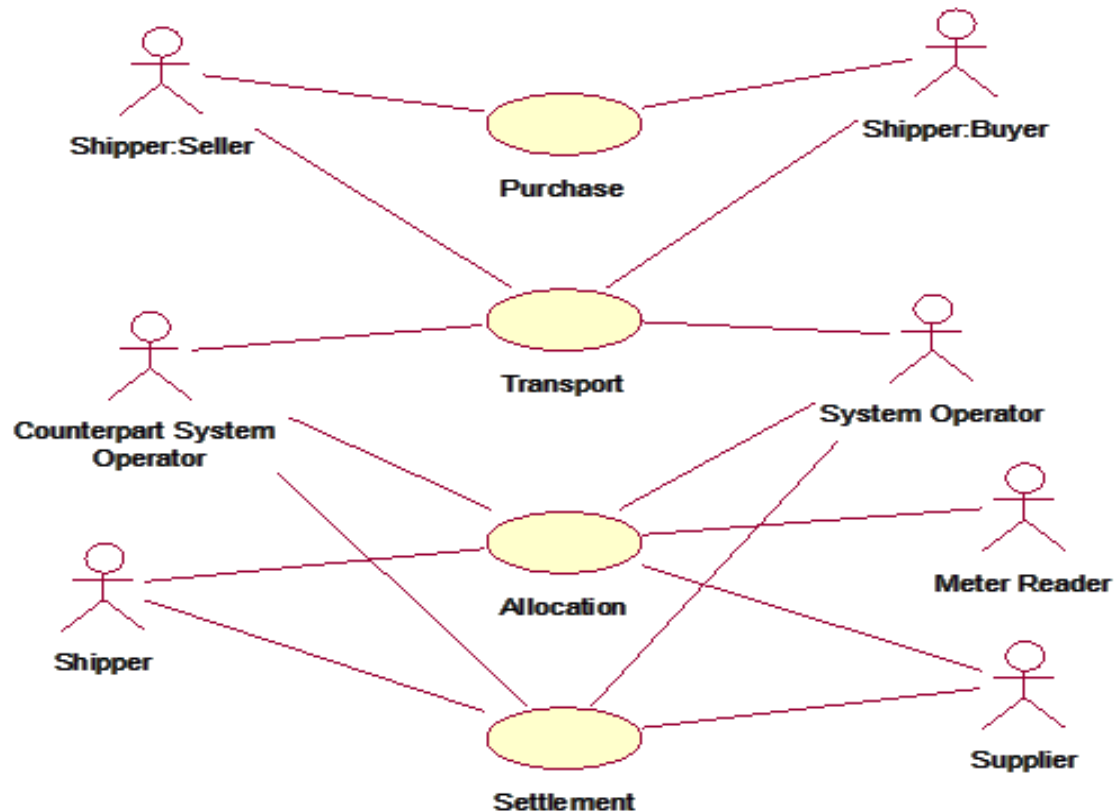 Shipper:Seller
Shipper:Buyer
Purchase
Transport
Counterpart System
Operator
System Operator
Allocation
Meter Reader
Shipper
Supplier
Settlement